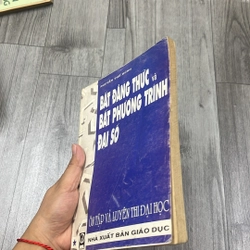 BẤT ĐẲNG THỨC và
BẤT PHƯƠNG TRÌNH
ĐẠI SỐ
ÔN TẬP VÀ LUYỆN THI ĐẠI HỌC
NHÀ XUẤT BẢN GIÁO DỤC